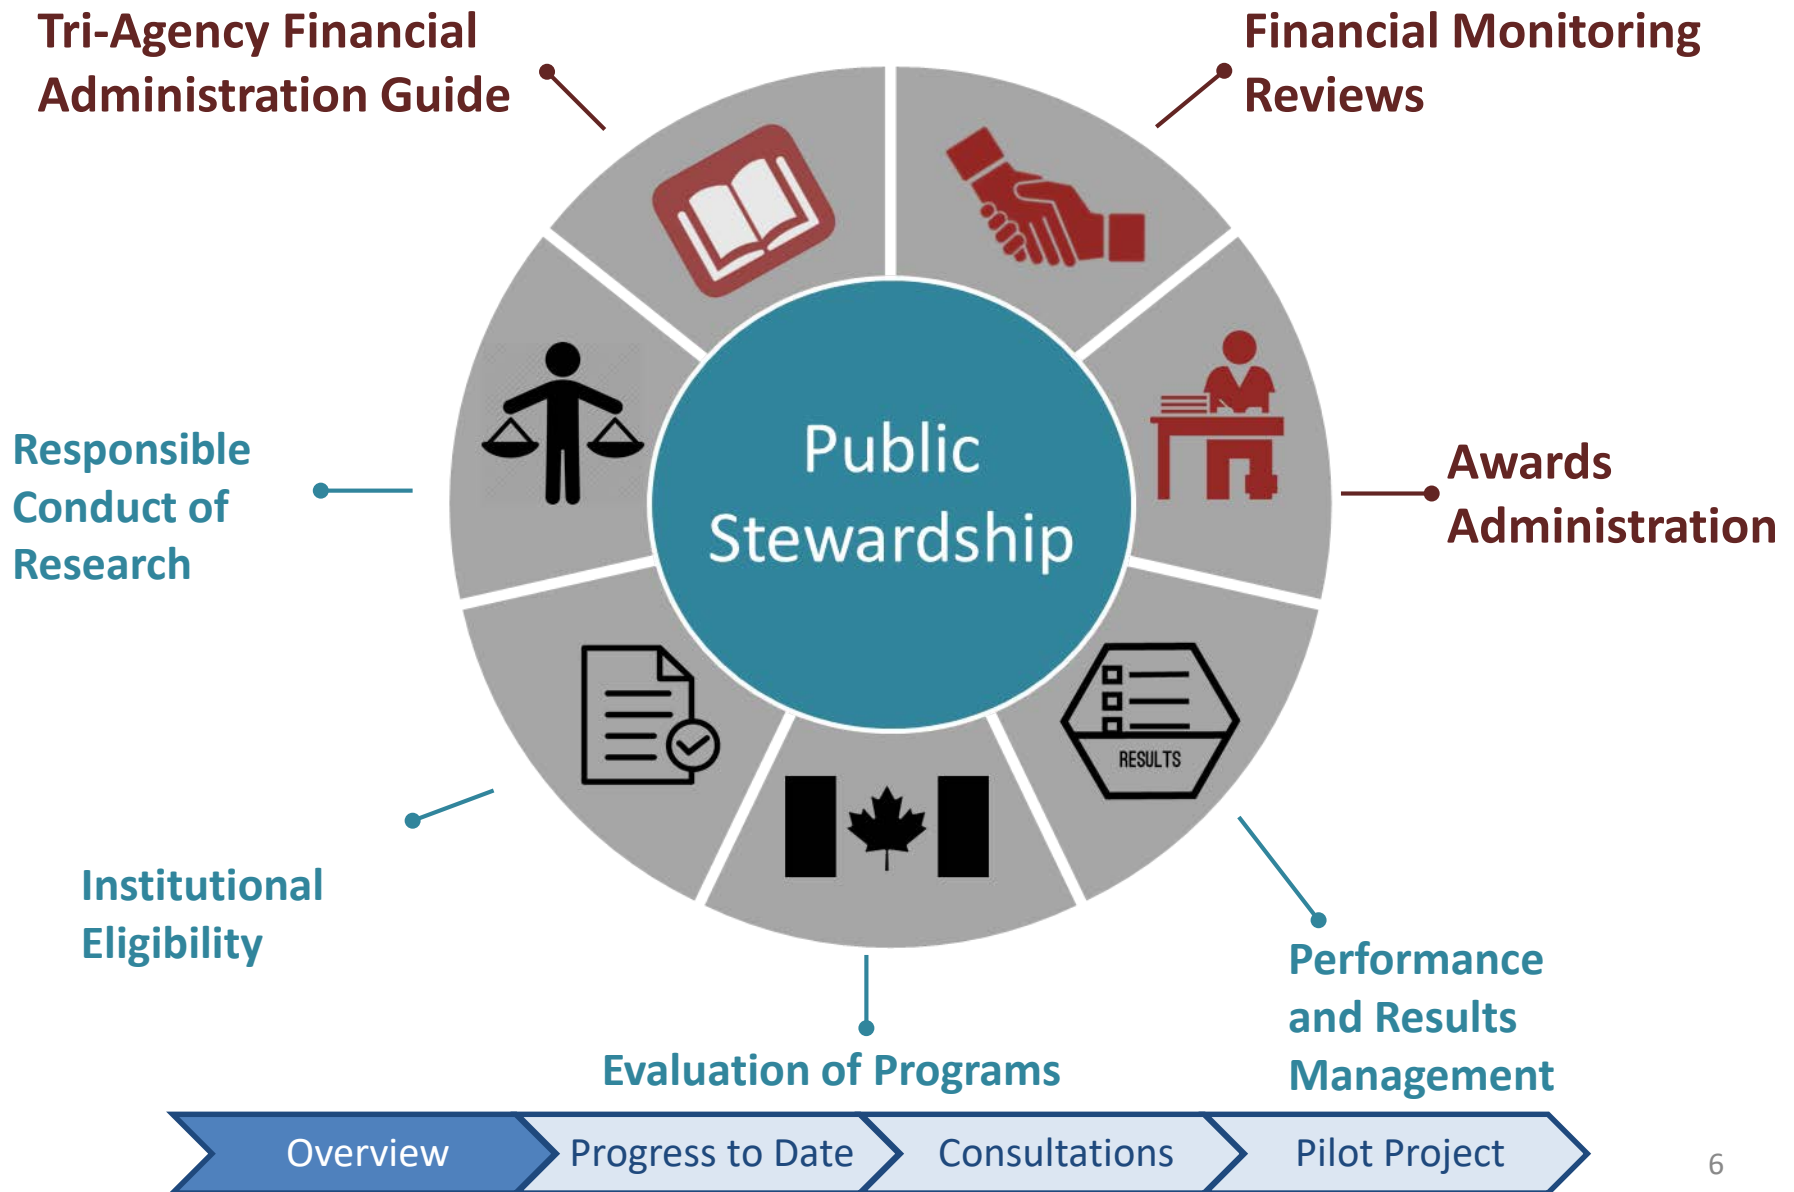 Tri-Agency Financial
Administration Guide
Financial Monitoring
Reviews
Public
Stewardship
Responsible
Conduct of
Research
Awards
Administration
RESULTS
Institutional
Eligibility
Performance
and Results
Management
Evaluation of Programs
Overview
Progress to Date
Consultations
Pilot Project
6